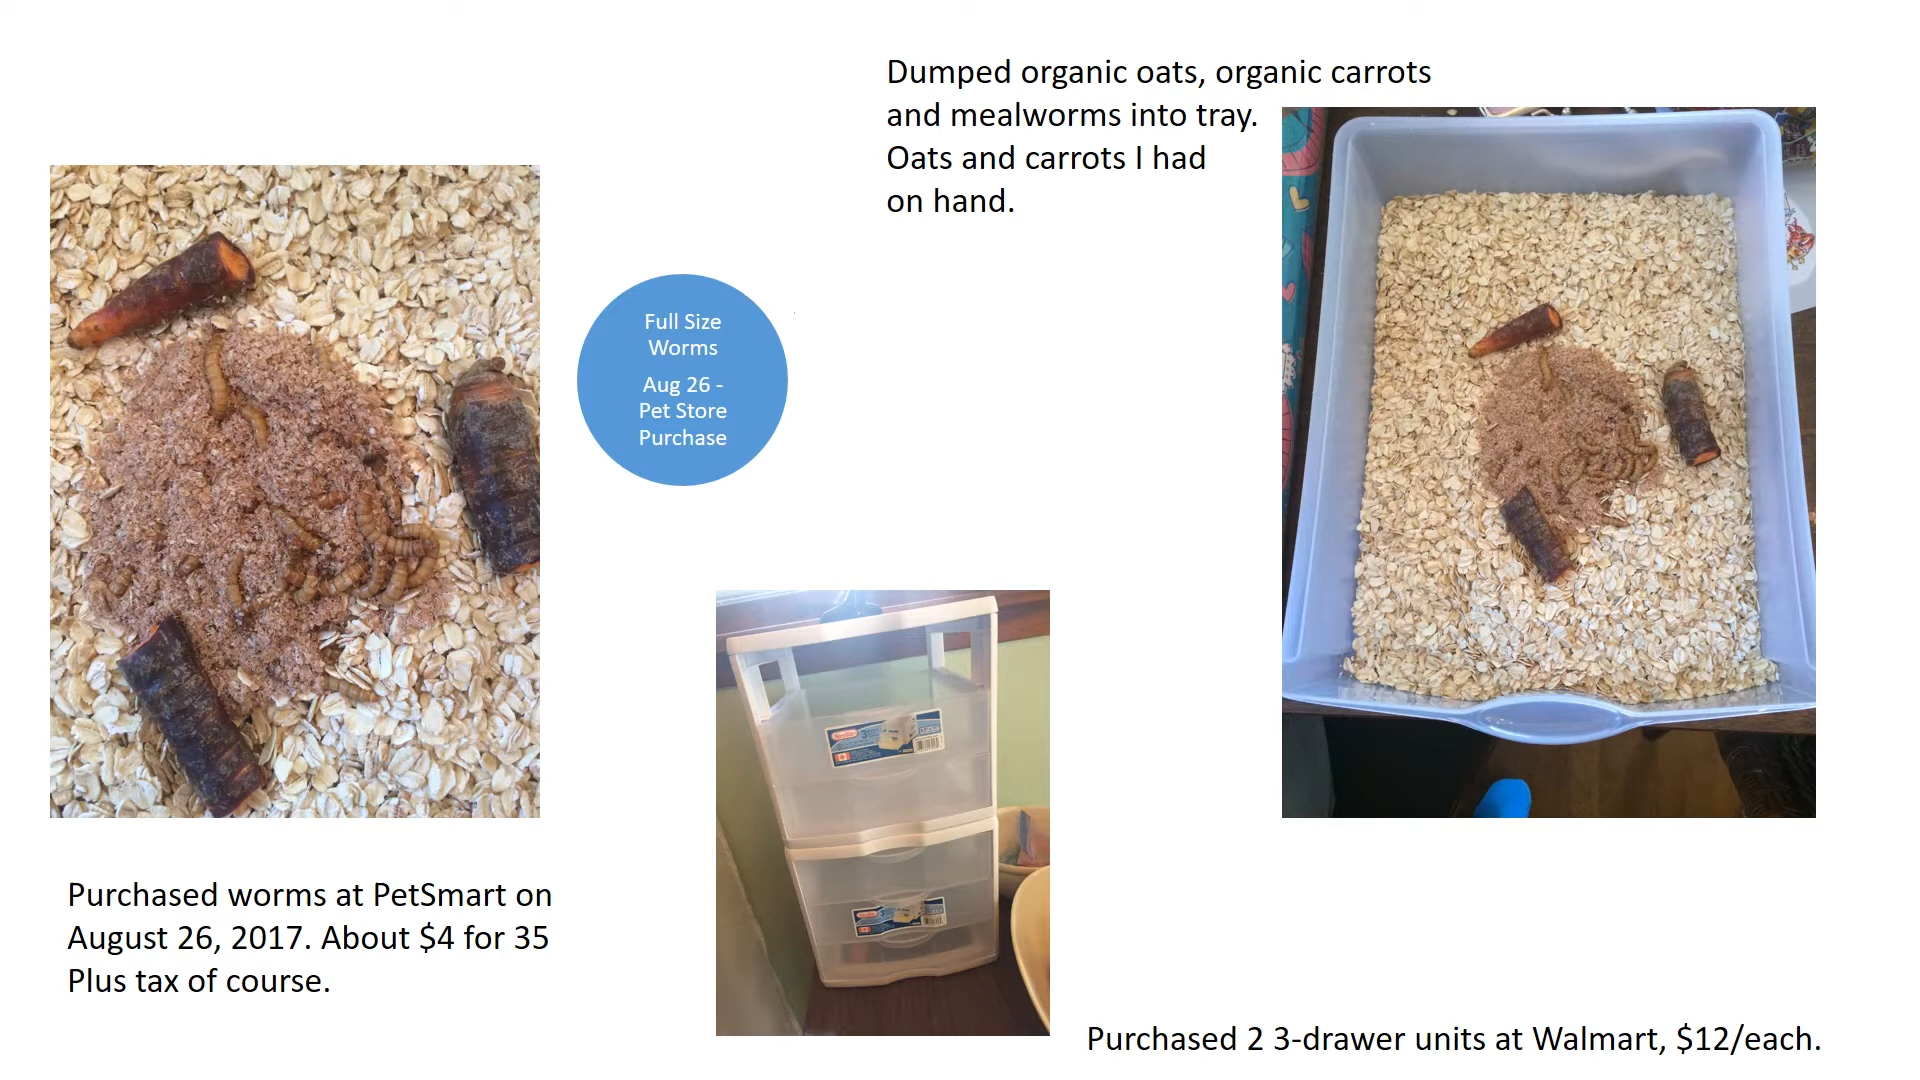 Dumped organic oats, organic carrots
and mealworms into tray.
Oats and carrots I had
on hand.
Full Size
Worms
Aug 26 -
Pet Store
Purchase
Purchased worms at PetSmart on
August 26, 2017. About $4 for 35
Plus tax of course.
Sterilite
3
Purchased 2 3-drawer units at Walmart, $12/each.